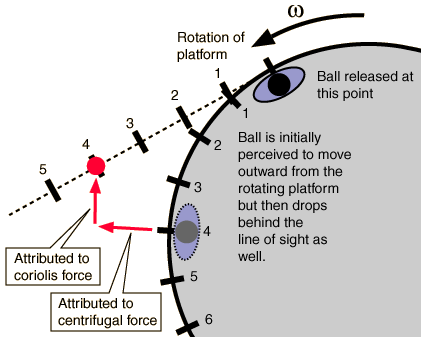 ω
Rotation of
platform
Ball released at
this point
1
1
2
2
3
3
4
4
5
5
6
Ball is initially
perceived to move
outward from the
rotating platform
but then drops
behind the
line of sight as
well.
Attributed to
coriolis force
Attributed to
centrifugal force